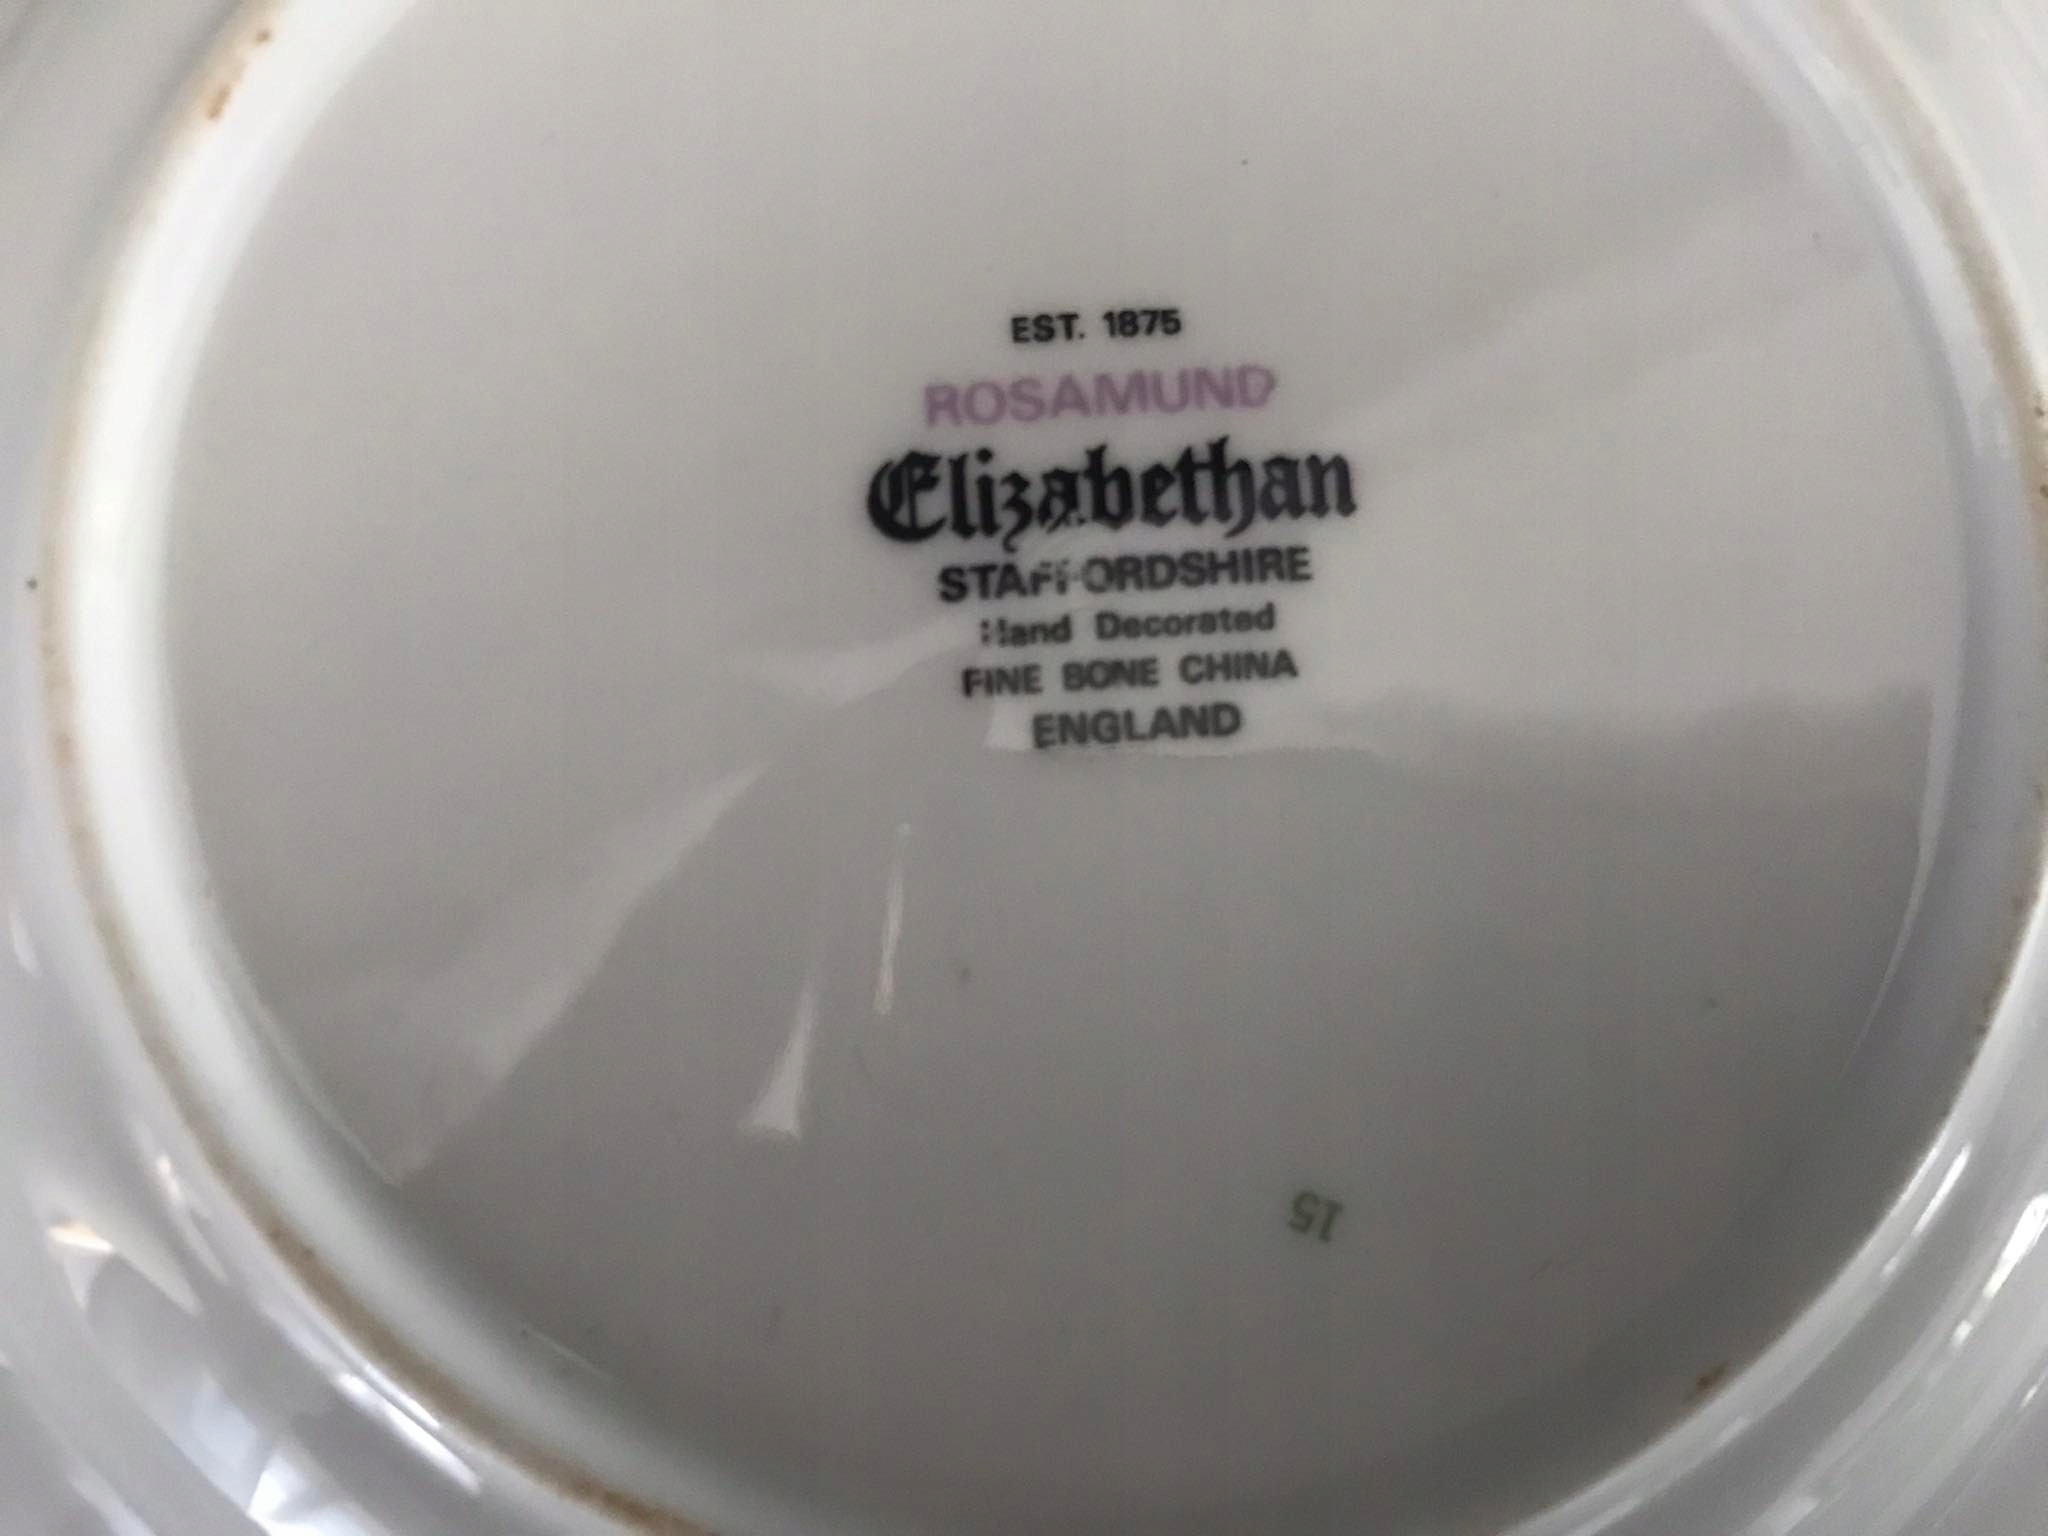 EST. 1875
ROSAMUND
Elizabethan
STAFFORDSHIRE
Hand Decorated
FINE BONE CHINA
ENGLAND
15